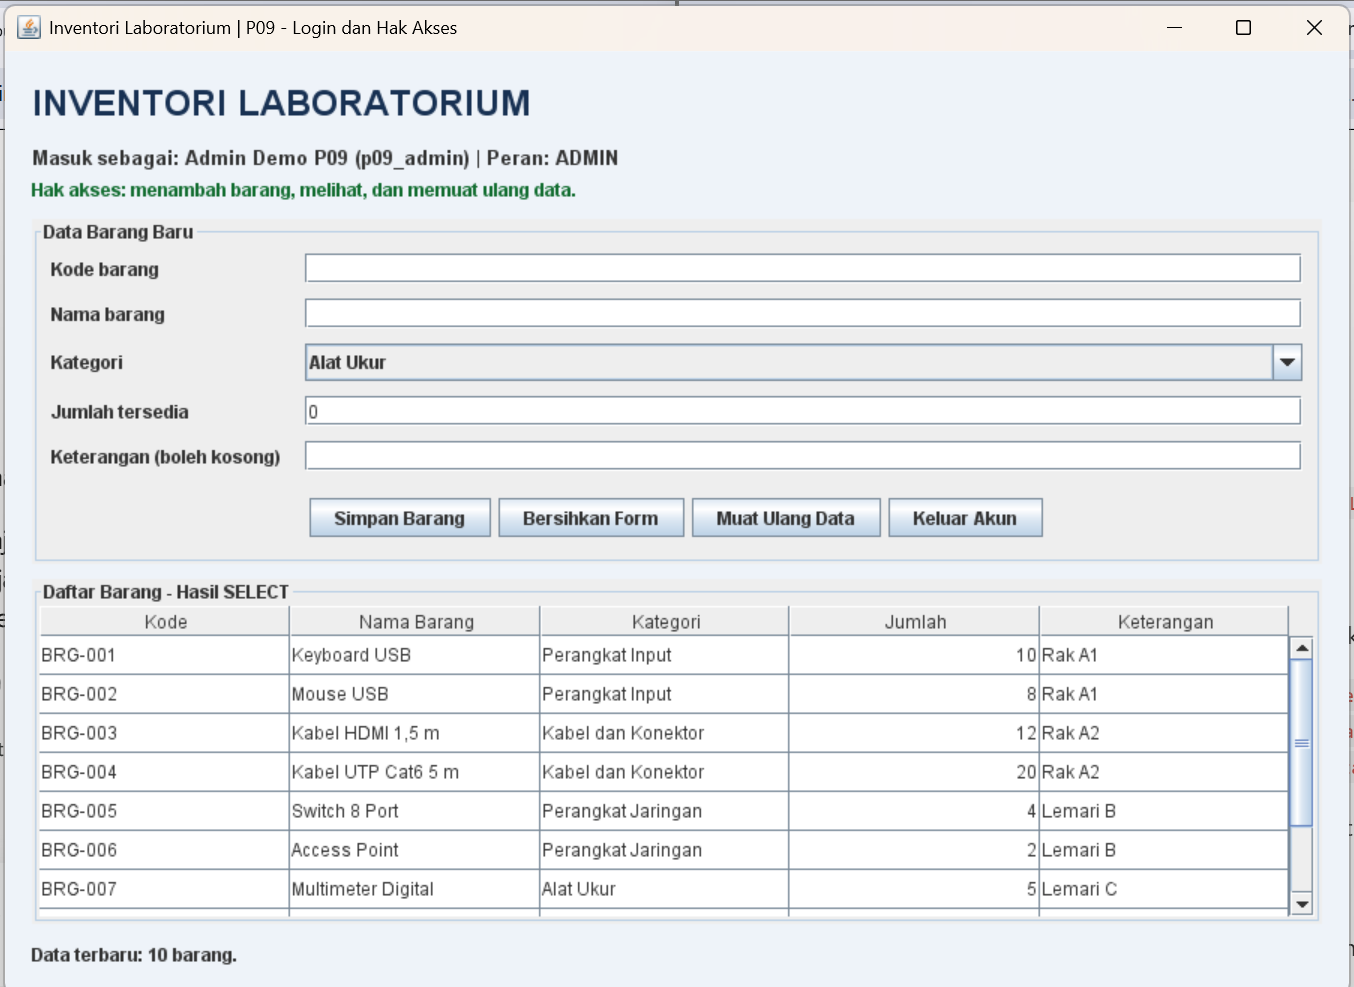 Inventori Laboratorium | P09 - Login dan Hak Akses
INVENTORI LABORATORIUM
Masuk sebagai: Admin Demo P09 (p09_admin) | Peran: ADMIN
Hak akses: menambah barang, melihat, dan memuat ulang data.
Data Barang Baru
Kode barang
Nama barang
Kategori Alat Ukur
Jumlah tersedia 0
Keterangan (boleh kosong)
Simpan Barang Bersihkan Form Muat Ulang Data Keluar Akun
Daftar Barang - Hasil SELECT
Kode Nama Barang Kategori Jumlah Keterangan
BRG-001 Keyboard USB Perangkat Input 10 Rak A1
BRG-002 Mouse USB Perangkat Input 8 Rak A1
BRG-003 Kabel HDMI 1,5 m Kabel dan Konektor 12 Rak A2
BRG-004 Kabel UTP Cat6 5 m Kabel dan Konektor 20 Rak A2
BRG-005 Switch 8 Port Perangkat Jaringan 4 Lemari B
BRG-006 Access Point Perangkat Jaringan 2 Lemari B
BRG-007 Multimeter Digital Alat Ukur 5 Lemari C
Data terbaru: 10 barang.